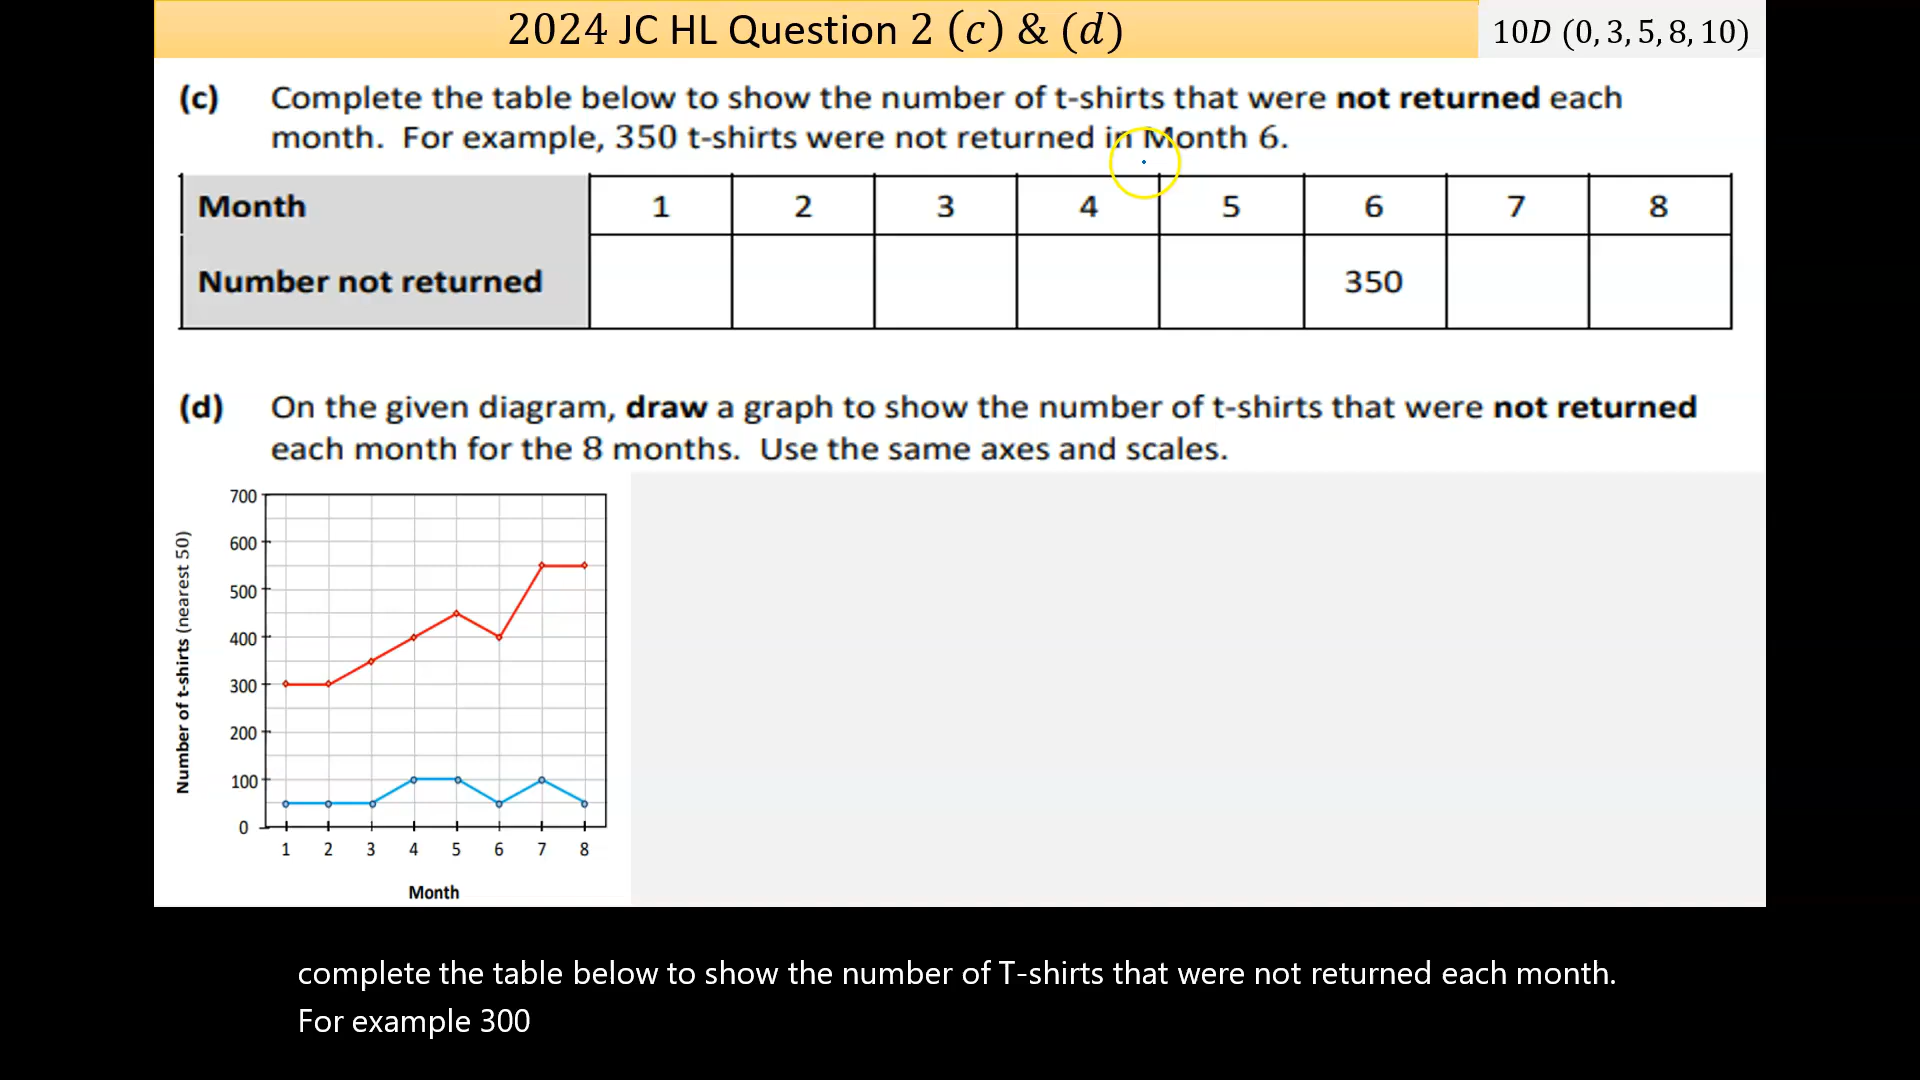 2024 JC HL Question 2 (c) & (d)
10D (0, 3, 5, 8, 10)
(c) Complete the table below to show the number of t-shirts that were not returned each
month. For example, 350 t-shirts were not returned in Month 6.
Month 1 2 3 4 5 6 7 8
Number not returned 350
(d) On the given diagram, draw a graph to show the number of t-shirts that were not returned
each month for the 8 months. Use the same axes and scales.
Number of t-shirts (nearest 50)
700
600
500
400
300
200
100
0
1 2 3 4 5 6 7 8
Month
complete the table below to show the number of T-shirts that were not returned each month.
For example 300